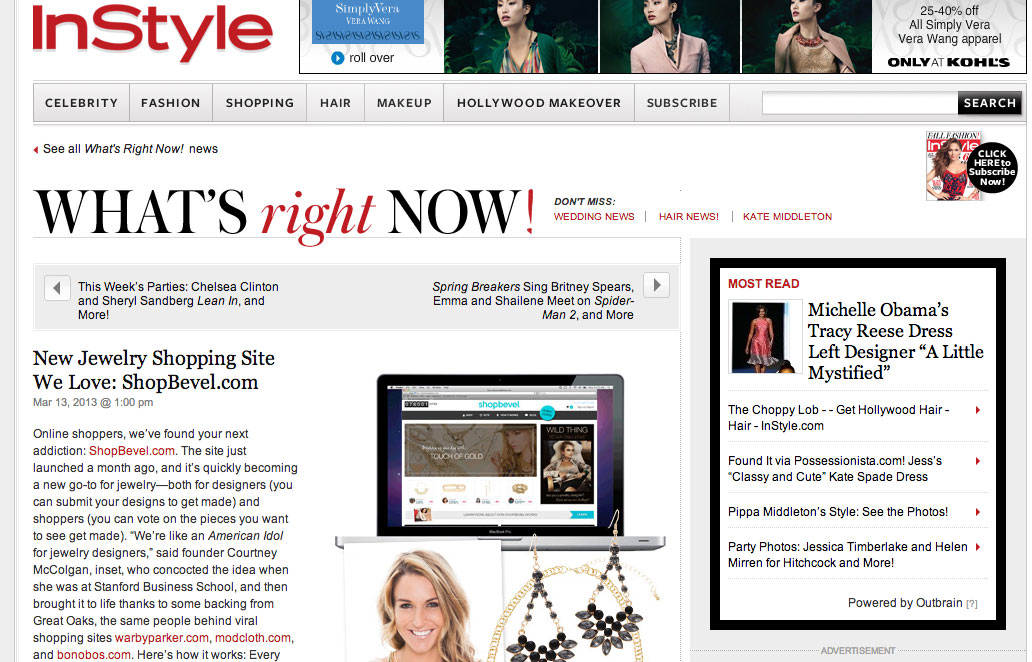 InStyle
SimplyVera
VERA WANG
roll over
25-40% off
All Simply Vera
Vera Wang apparel
ONLY AT KOHL'S
CELEBRITY
FASHION
SHOPPING
HAIR
MAKEUP
HOLLYWOOD MAKEOVER
SUBSCRIBE
SEARCH
See all What's Right Now! news
FALL FASHION!
InStyle
CLICK
HERE to
Subscribe
Now!
WHAT'S right NOW!
DON'T MISS:
WEDDING NEWS | HAIR NEWS! | KATE MIDDLETON
This Week's Parties: Chelsea Clinton
and Sheryl Sandberg Lean In, and
More!
Spring Breakers Sing Britney Spears,
Emma and Shailene Meet on Spider-
Man 2, and More
New Jewelry Shopping Site
We Love: ShopBevel.com
Mar 13, 2013 @ 1:00 pm
Online shoppers, we've found your next
addiction: ShopBevel.com. The site just
launched a month ago, and it's quickly becoming
a new go-to for jewelry—both for designers (you
can submit your designs to get made) and
shoppers (you can vote on the pieces you want
to see get made). “We're like an American Idol
for jewelry designers,” said founder Courtney
McColgan, inset, who concocted the idea when
she was at Stanford Business School, and then
brought it to life thanks to some backing from
Great Oaks, the same people behind viral
shopping sites warbyparker.com, modcloth.com,
and bonobos.com. Here's how it works: Every
shopbevel
WILD THING
TOUCH OF GOLD
MacBook Pro
MOST READ
Michelle Obama's
Tracy Reese Dress
Left Designer “A Little
Mystified”
The Choppy Lob - - Get Hollywood Hair -
Hair - InStyle.com
Found It via Possessionista.com! Jess's
“Classy and Cute” Kate Spade Dress
Pippa Middleton's Style: See the Photos!
Party Photos: Jessica Timberlake and Helen
Mirren for Hitchcock and More!
Powered by Outbrain [?]
ADVERTISEMENT